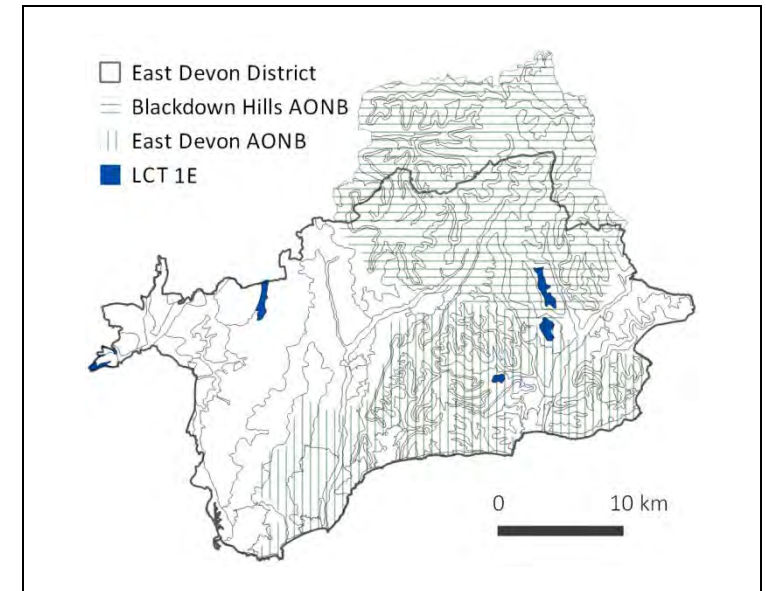 East Devon District
Blackdown Hills AONB
East Devon AONB
LCT 1E
0 10 km